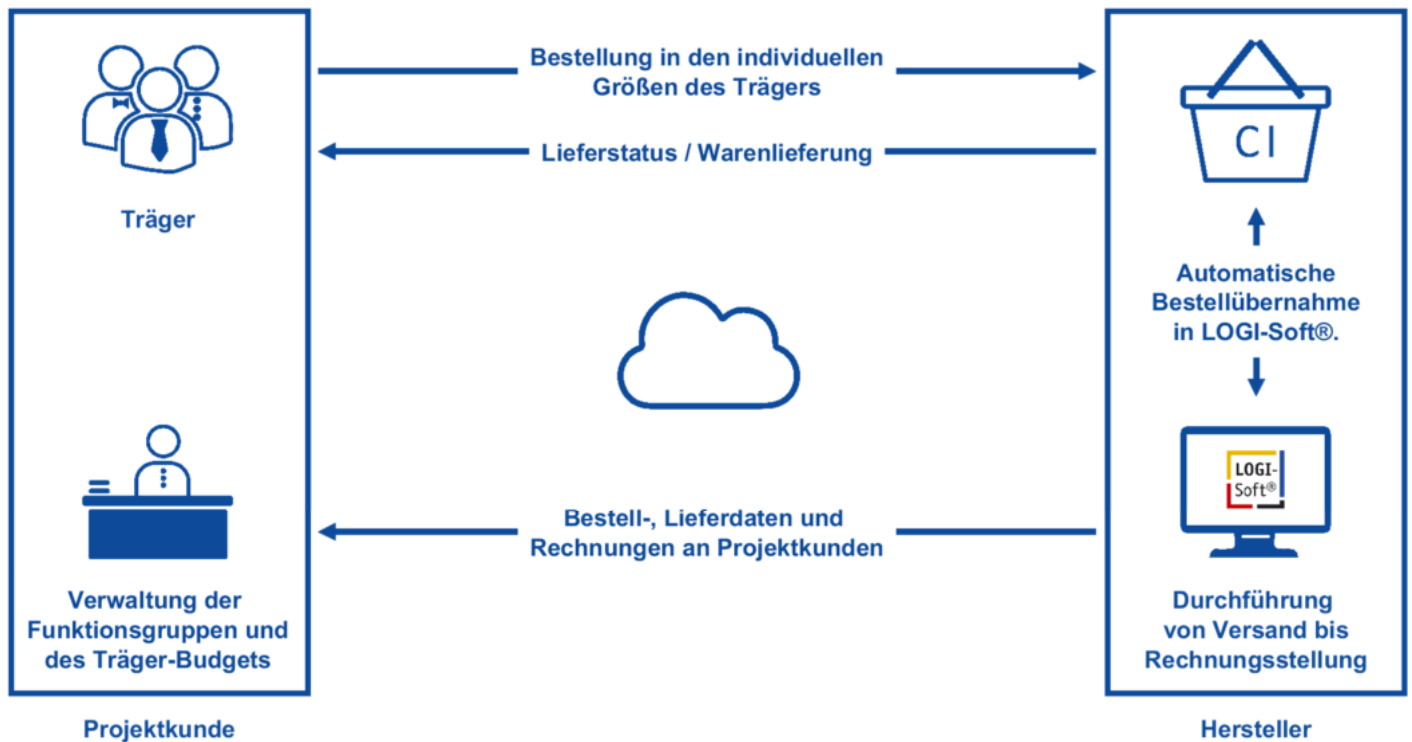 Bestellung in den individuellen
Größen des Trägers
CI
Lieferstatus / Warenlieferung
Träger
Automatische
Bestellübernahme
in LOGI-Soft®.
LOGI-
Soft®
Bestell-, Lieferdaten und
Rechnungen an Projektkunden
Verwaltung der
Funktionsgruppen und
des Träger-Budgets
Durchführung
von Versand bis
Rechnungsstellung
Projektkunde
Hersteller